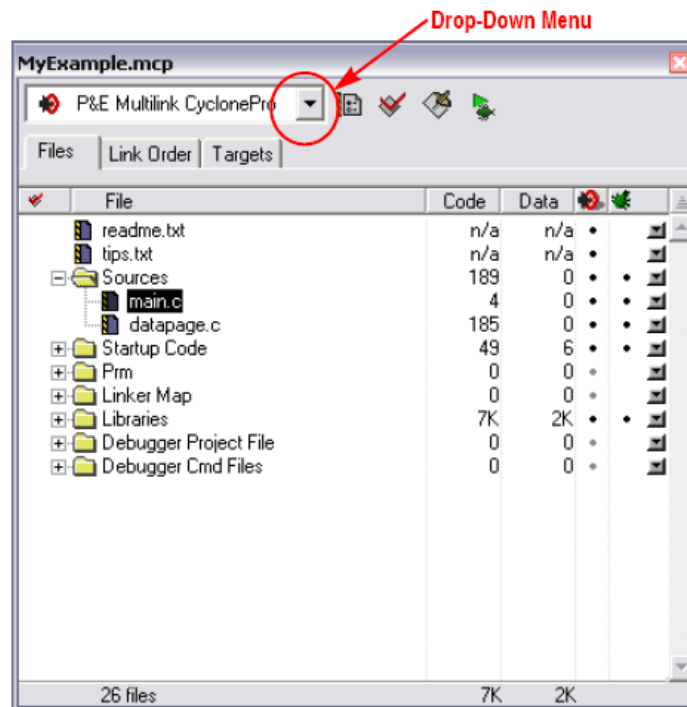 Drop-Down Menu
MyExample.mcp
P&E Multilink CyclonePro
Files Link Order Targets
File Code Data
readme.txt n/a n/a
tips.txt n/a n/a
Sources 189 0
main.c 4 0
datapage.c 185 0
Startup Code 49 6
Prm 0 0
Linker Map 0 0
Libraries 7K 2K
Debugger Project File 0 0
Debugger Cmd Files 0 0
26 files 7K 2K